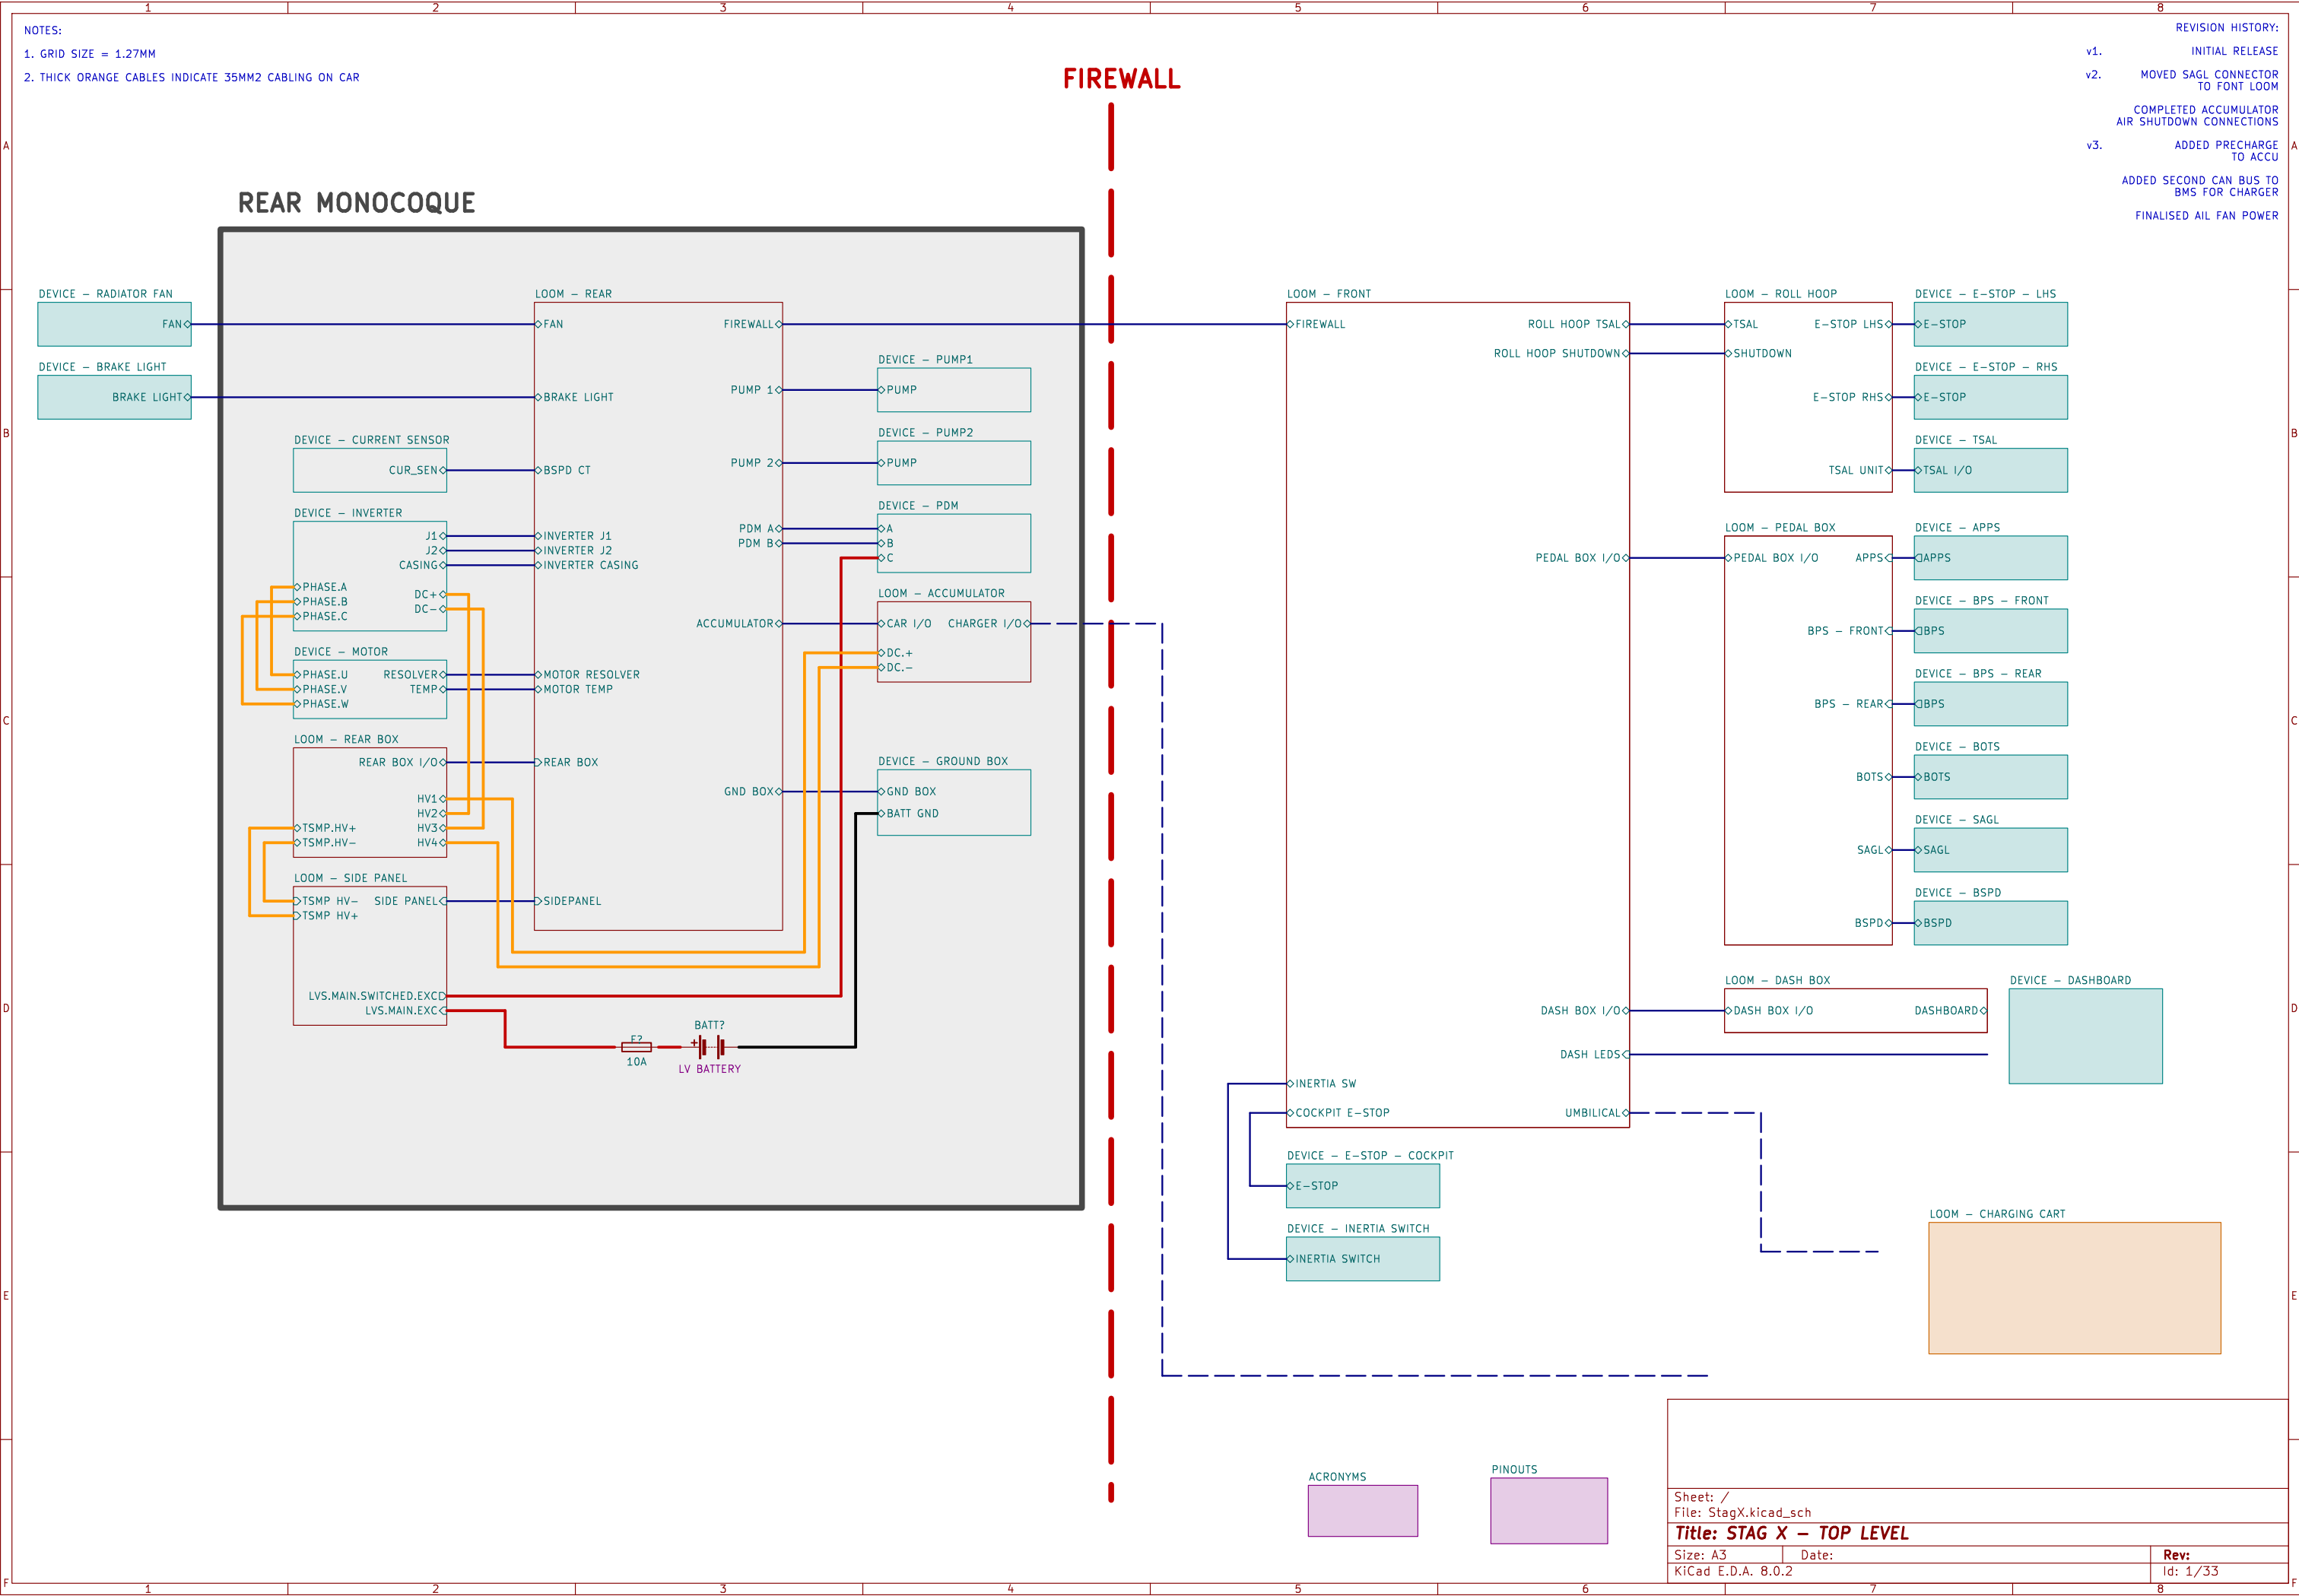 1 2 3 4 5 6 7 8
NOTES:
1. GRID SIZE = 1.27MM
2. THICK ORANGE CABLES INDICATE 35MM2 CABLING ON CAR
REVISION HISTORY:
v1. INITIAL RELEASE
v2. MOVED SAGL CONNECTOR
TO FONT LOOM
COMPLETED ACCUMULATOR
AIR SHUTDOWN CONNECTIONS
v3. ADDED PRECHARGE
TO ACCU
ADDED SECOND CAN BUS TO
BMS FOR CHARGER
FINALISED AIL FAN POWER
FIREWALL
A A
B B
C C
D D
E E
F F
REAR MONOCOQUE
DEVICE - RADIATOR FAN
FAN
DEVICE - BRAKE LIGHT
BRAKE LIGHT
DEVICE - CURRENT SENSOR
CUR_SEN
DEVICE - INVERTER
J1
J2
CASING
PHASE.A
PHASE.B
PHASE.C
DC+
DC-
DEVICE - MOTOR
PHASE.U RESOLVER
PHASE.V TEMP
PHASE.W
LOOM - REAR BOX
REAR BOX I/O
HV1
HV2
TSMP.HV+ HV3
TSMP.HV- HV4
LOOM - SIDE PANEL
TSMP HV- SIDE PANEL
TSMP HV+
LVS.MAIN.SWITCHED.EXC
LVS.MAIN.EXC
F?
10A
BATT?
+
LV BATTERY
LOOM - REAR
FAN FIREWALL
PUMP 1
BRAKE LIGHT
PUMP 2
BSPD CT
PDM A
INVERTER J1
PDM B
INVERTER J2
INVERTER CASING
ACCUMULATOR
MOTOR RESOLVER
MOTOR TEMP
REAR BOX
GND BOX
SIDEPANEL
DEVICE - PUMP1
PUMP
DEVICE - PUMP2
PUMP
DEVICE - PDM
A
B
C
LOOM - ACCUMULATOR
CAR I/O CHARGER I/O
DC.+
DC.-
DEVICE - GROUND BOX
GND BOX
BATT GND
LOOM - FRONT
FIREWALL ROLL HOOP TSAL
ROLL HOOP SHUTDOWN
PEDAL BOX I/O
DASH BOX I/O
DASH LEDS
INERTIA SW
COCKPIT E-STOP UMBILICAL
DEVICE - E-STOP - COCKPIT
E-STOP
DEVICE - INERTIA SWITCH
INERTIA SWITCH
LOOM - ROLL HOOP
TSAL E-STOP LHS
SHUTDOWN
E-STOP RHS
TSAL UNIT
LOOM - PEDAL BOX
PEDAL BOX I/O APPS
BPS - FRONT
BPS - REAR
BOTS
SAGL
BSPD
LOOM - DASH BOX
DASH BOX I/O DASHBOARD
DEVICE - E-STOP - LHS
E-STOP
DEVICE - E-STOP - RHS
E-STOP
DEVICE - TSAL
TSAL I/O
DEVICE - APPS
APPS
DEVICE - BPS - FRONT
BPS
DEVICE - BPS - REAR
BPS
DEVICE - BOTS
BOTS
DEVICE - SAGL
SAGL
DEVICE - BSPD
BSPD
DEVICE - DASHBOARD
LOOM - CHARGING CART
ACRONYMS
PINOUTS
Sheet: /
File: StagX.kicad_sch
Title: STAG X - TOP LEVEL
Size: A3 Date: Rev:
KiCad E.D.A. 8.0.2 Id: 1/33
1 2 3 4 5 6 7 8